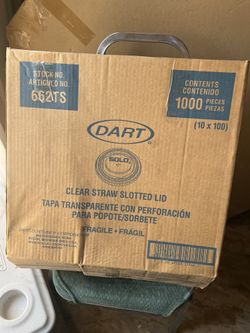 STOCK NO.
ARTICULO NO.
662TS
CONTENTS
CONTENIDO
1000 PIECES
PIEZAS
(10 x 100)
DART
SOLO
CLEAR STRAW SLOTTED LID
TAPA TRANSPARENTE CON PERFORACIÓN
PARA POPOTE/SORBETE
FRAGILE • FRÁGIL